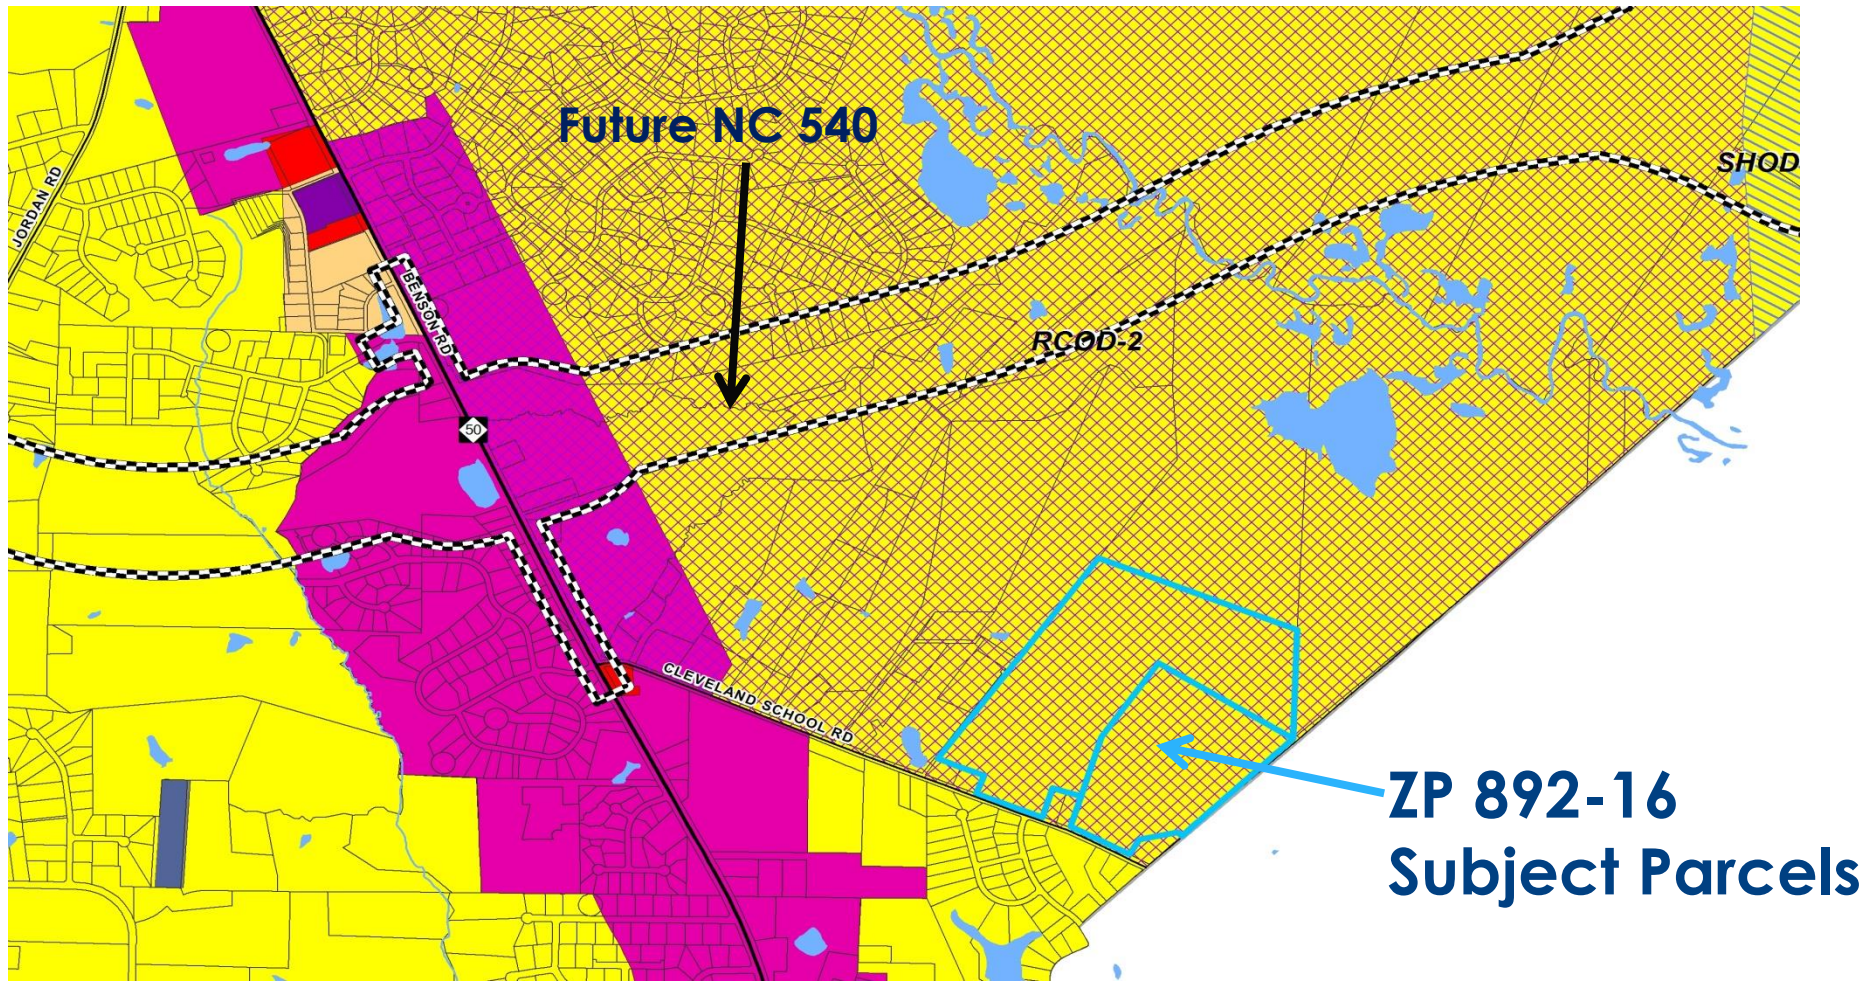 Future NC 540
SHOD
JORDAN RD
BENSON RD
RCOD-2
50
CLEVELAND SCHOOL RD
ZP 892-16
Subject Parcels